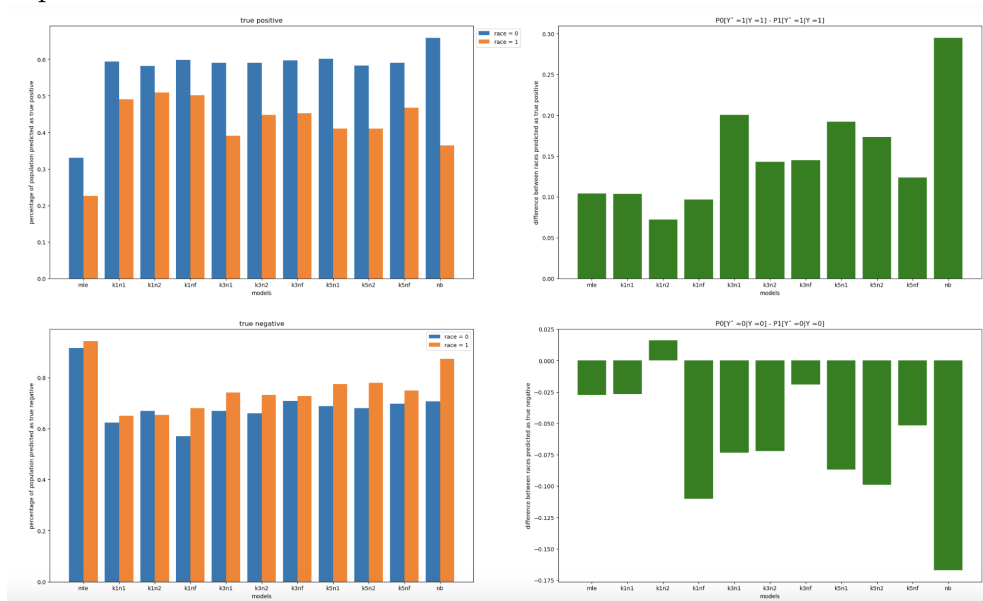 true positive
percentage of population predicted as true positive
0.6
0.5
0.4
0.3
0.2
0.1
0.0
race = 0
race = 1
mle k1n1 k1n2 k1nf k3n1 k3n2 k3nf k5n1 k5n2 k5nf nb
models
P0[Y^ =1|Y =1] - P1[Y^ =1|Y =1]
difference between races predicted as true positive
0.30
0.25
0.20
0.15
0.10
0.05
0.00
mle k1n1 k1n2 k1nf k3n1 k3n2 k3nf k5n1 k5n2 k5nf nb
models
true negative
percentage of population predicted as true negative
0.8
0.6
0.4
0.2
0.0
race = 0
race = 1
mle k1n1 k1n2 k1nf k3n1 k3n2 k3nf k5n1 k5n2 k5nf nb
models
P0[Y^ =0|Y =0] - P1[Y^ =0|Y =0]
difference between races predicted as true negative
0.025
0.000
−0.025
−0.050
−0.075
−0.100
−0.125
−0.150
−0.175
mle k1n1 k1n2 k1nf k3n1 k3n2 k3nf k5n1 k5n2 k5nf nb
models